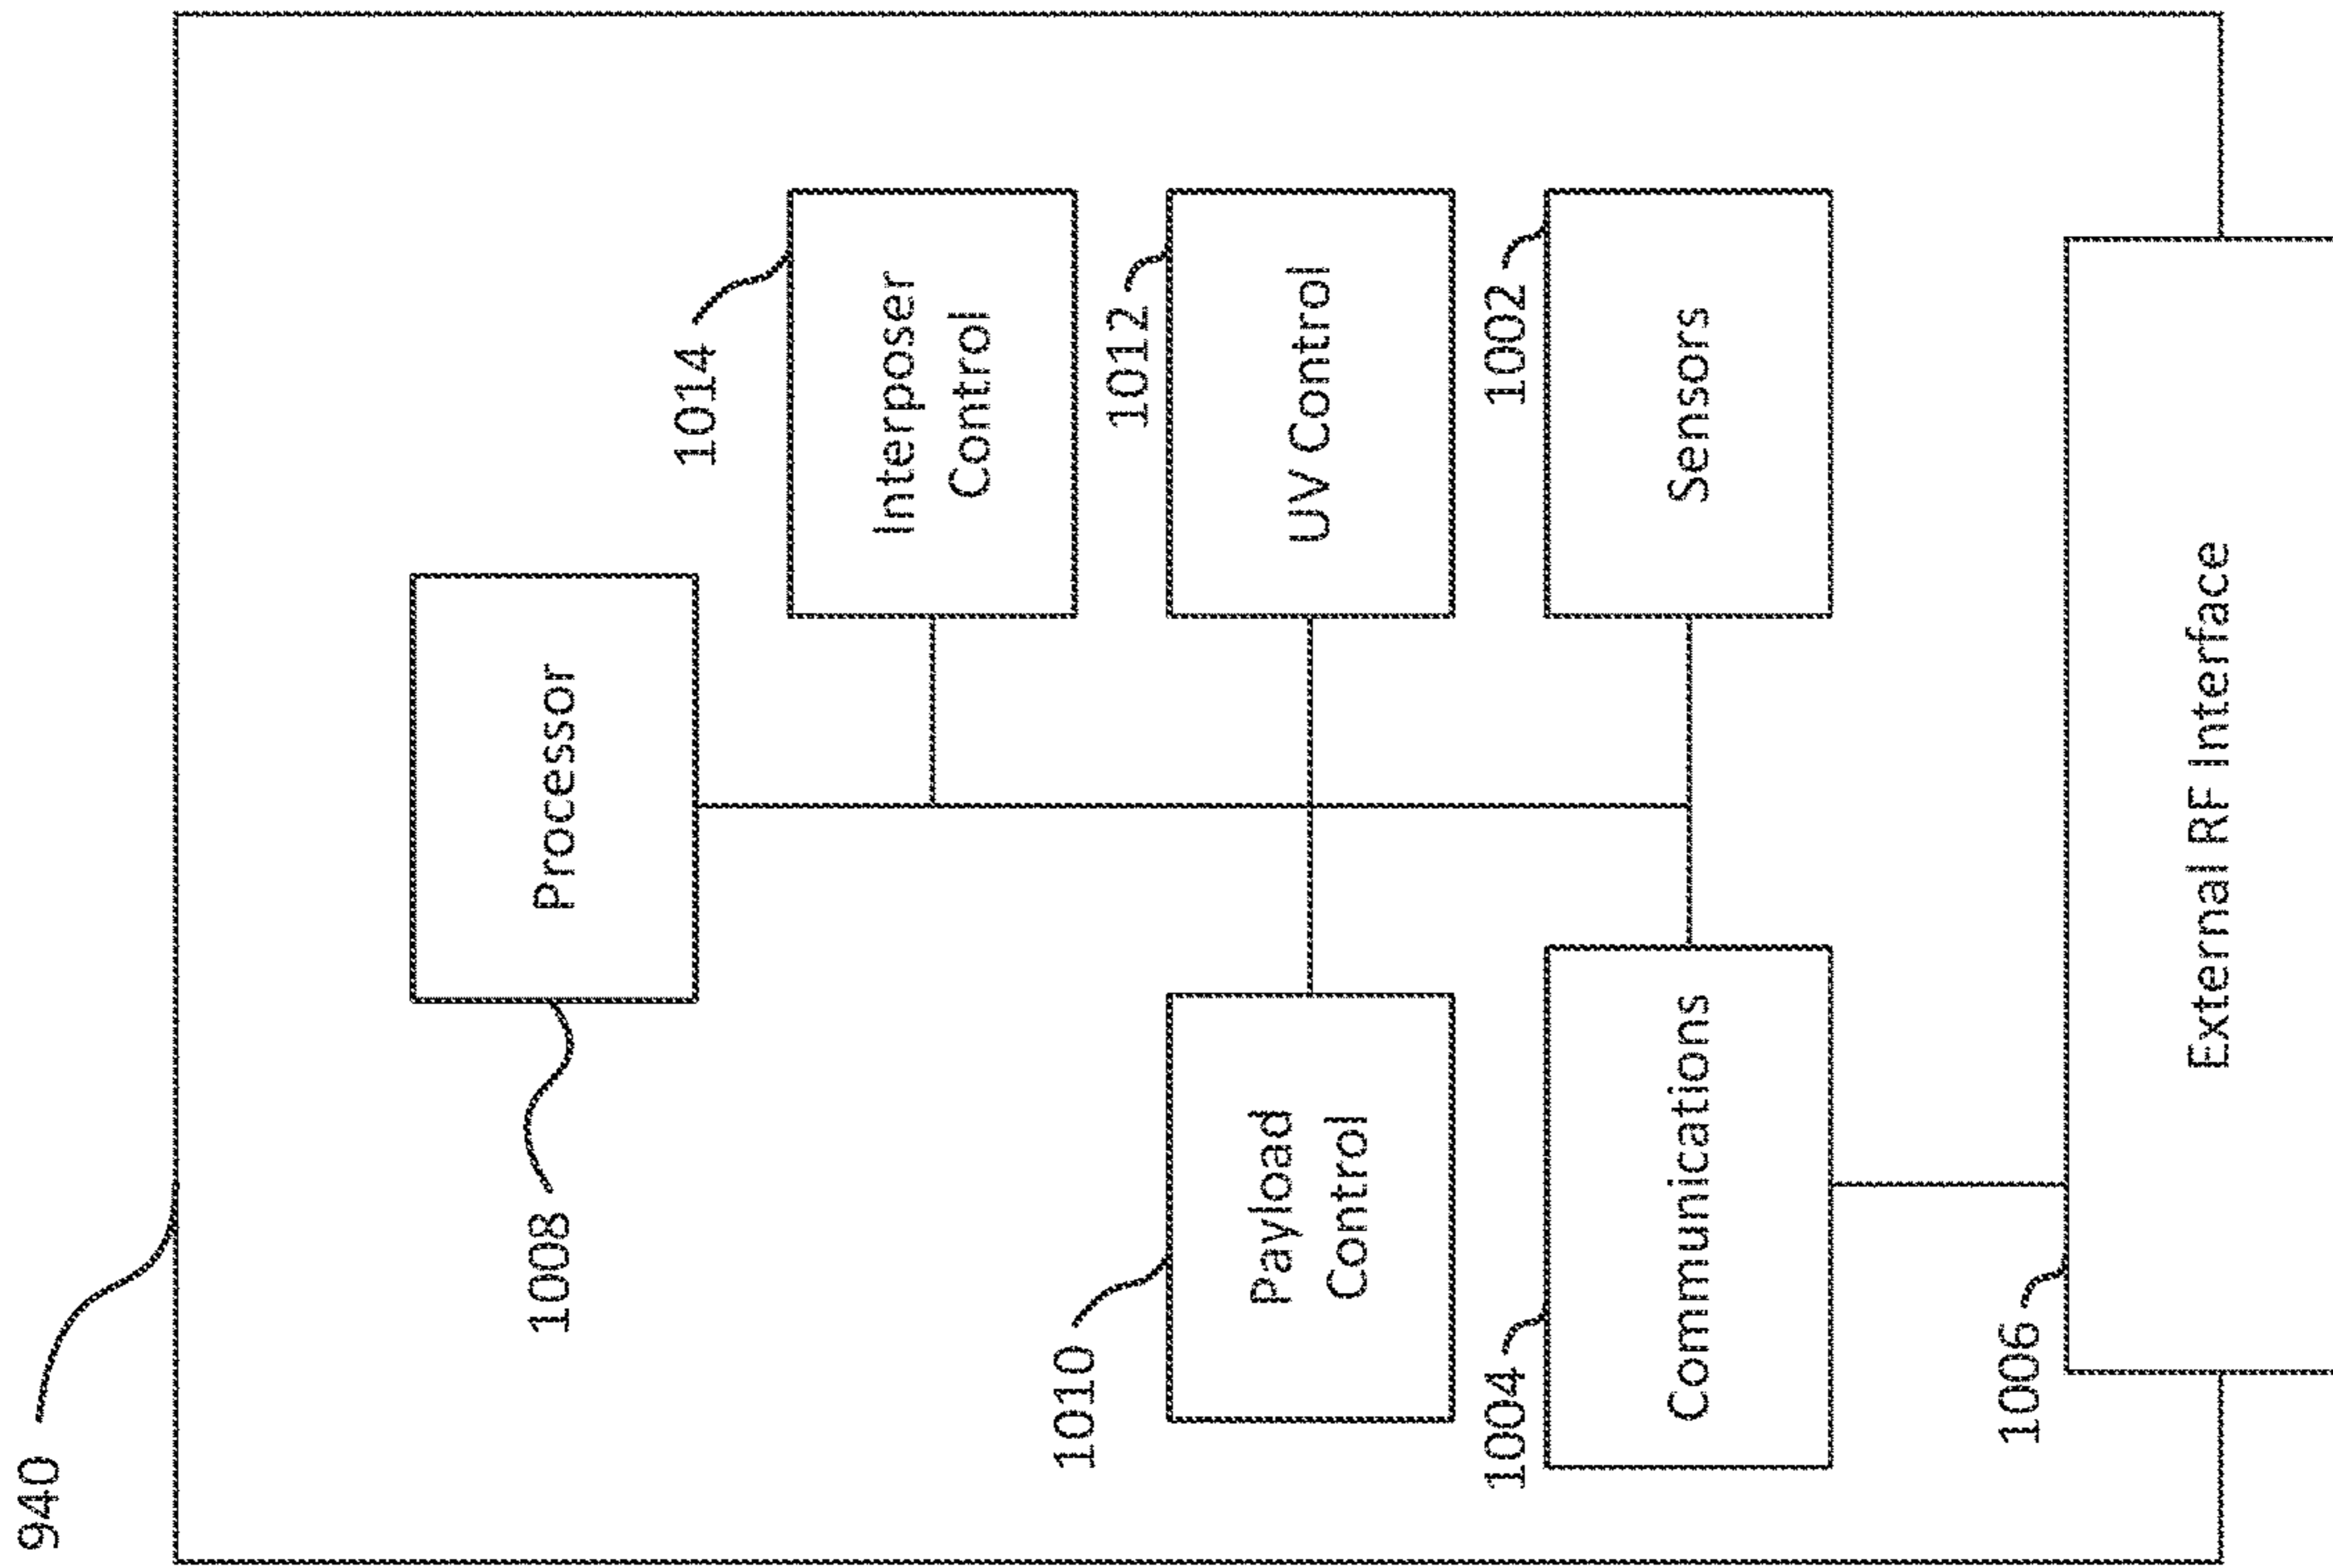 940
Processor
1008
1014
Interposer
Control
1010
Payload
Control
1012
UV Control
1004
Communications
1002
Sensors
1006
External RF Interface